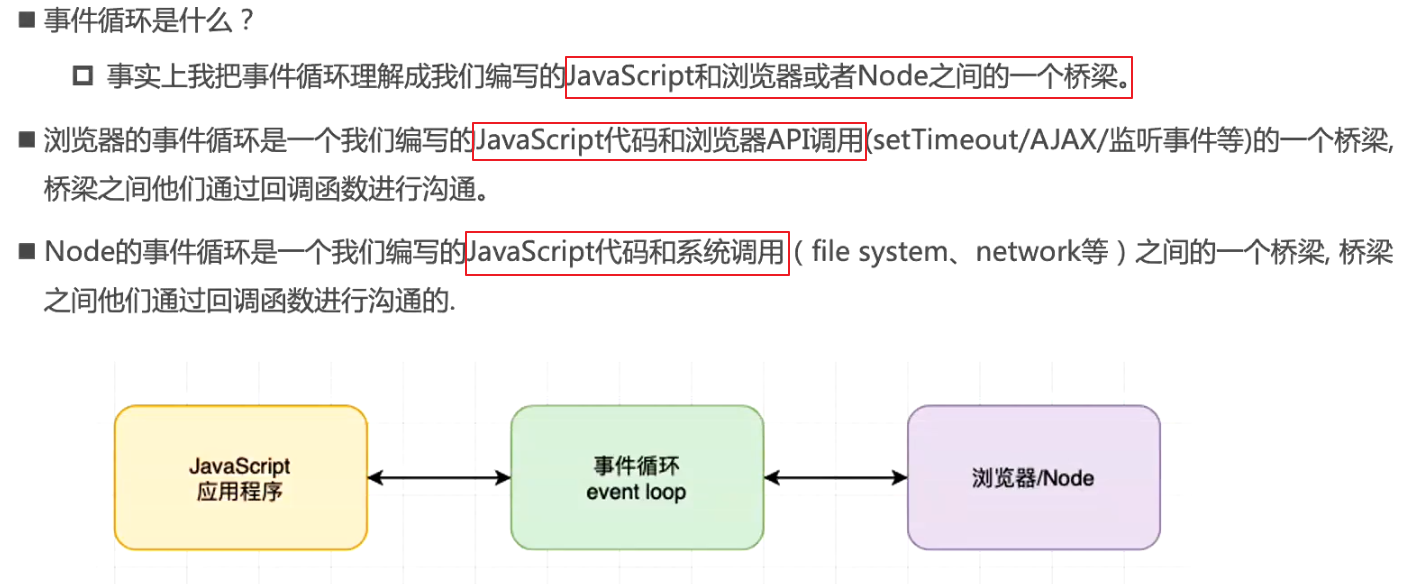 事件循环是什么？
事实上我把事件循环理解成我们编写的JavaScript和浏览器或者Node之间的一个桥梁。
浏览器的事件循环是一个我们编写的JavaScript代码和浏览器API调用(setTimeout/AJAX/监听事件等)的一个桥梁,
桥梁之间他们通过回调函数进行沟通。
Node的事件循环是一个我们编写的JavaScript代码和系统调用（file system、network等）之间的一个桥梁, 桥梁
之间他们通过回调函数进行沟通的.
JavaScript
应用程序
事件循环
event loop
浏览器/Node